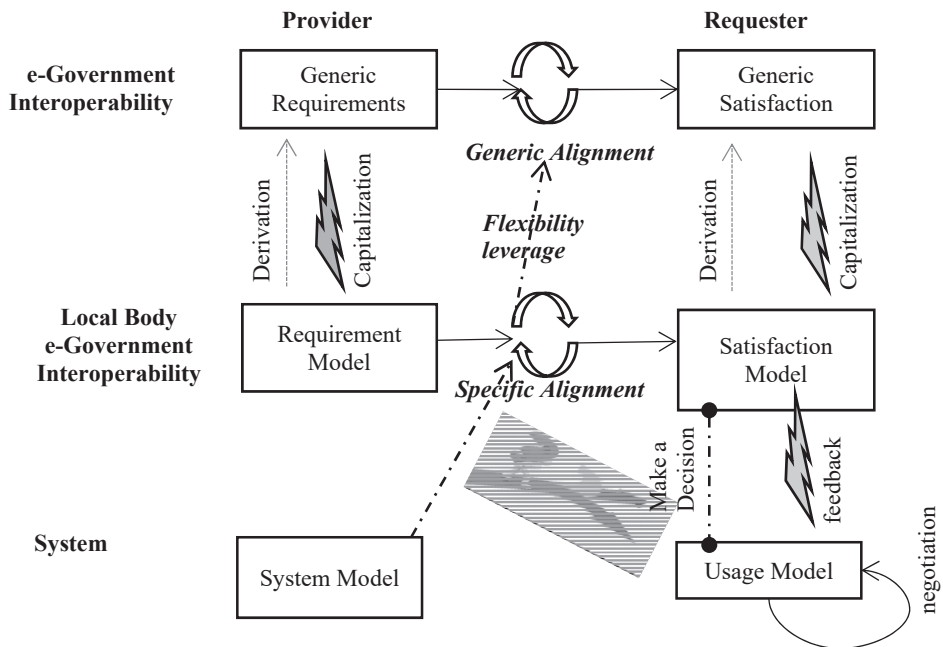 Provider
Requester
e-Government
Interoperability
Generic
Requirements
Generic
Satisfaction
Generic Alignment
Derivation
Capitalization
Flexibility
leverage
Derivation
Capitalization
Local Body
e-Government
Interoperability
Requirement
Model
Satisfaction
Model
Specific Alignment
Make a
Decision
feedback
System
System Model
Usage Model
negotiation